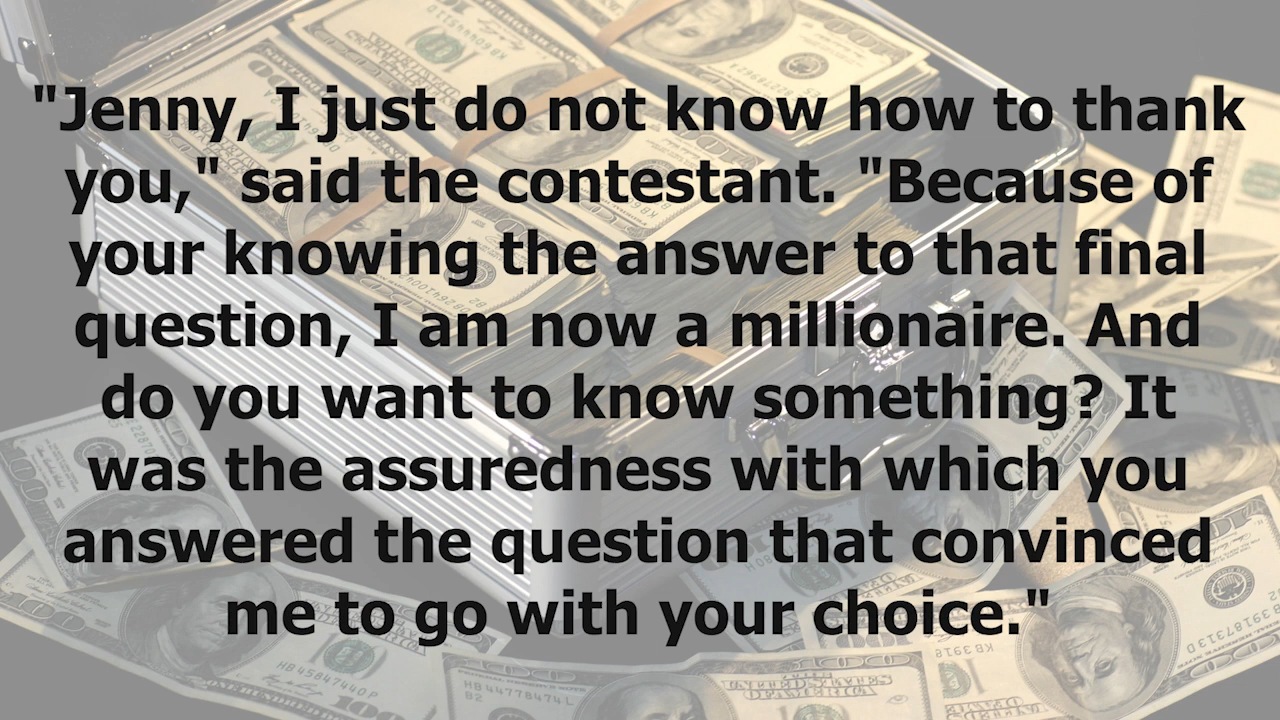 "Jenny, I just do not know how to thank
you," said the contestant. "Because of
your knowing the answer to that final
question, I am now a millionaire. And
do you want to know something? It
was the assuredness with which you
answered the question that convinced
me to go with your choice."